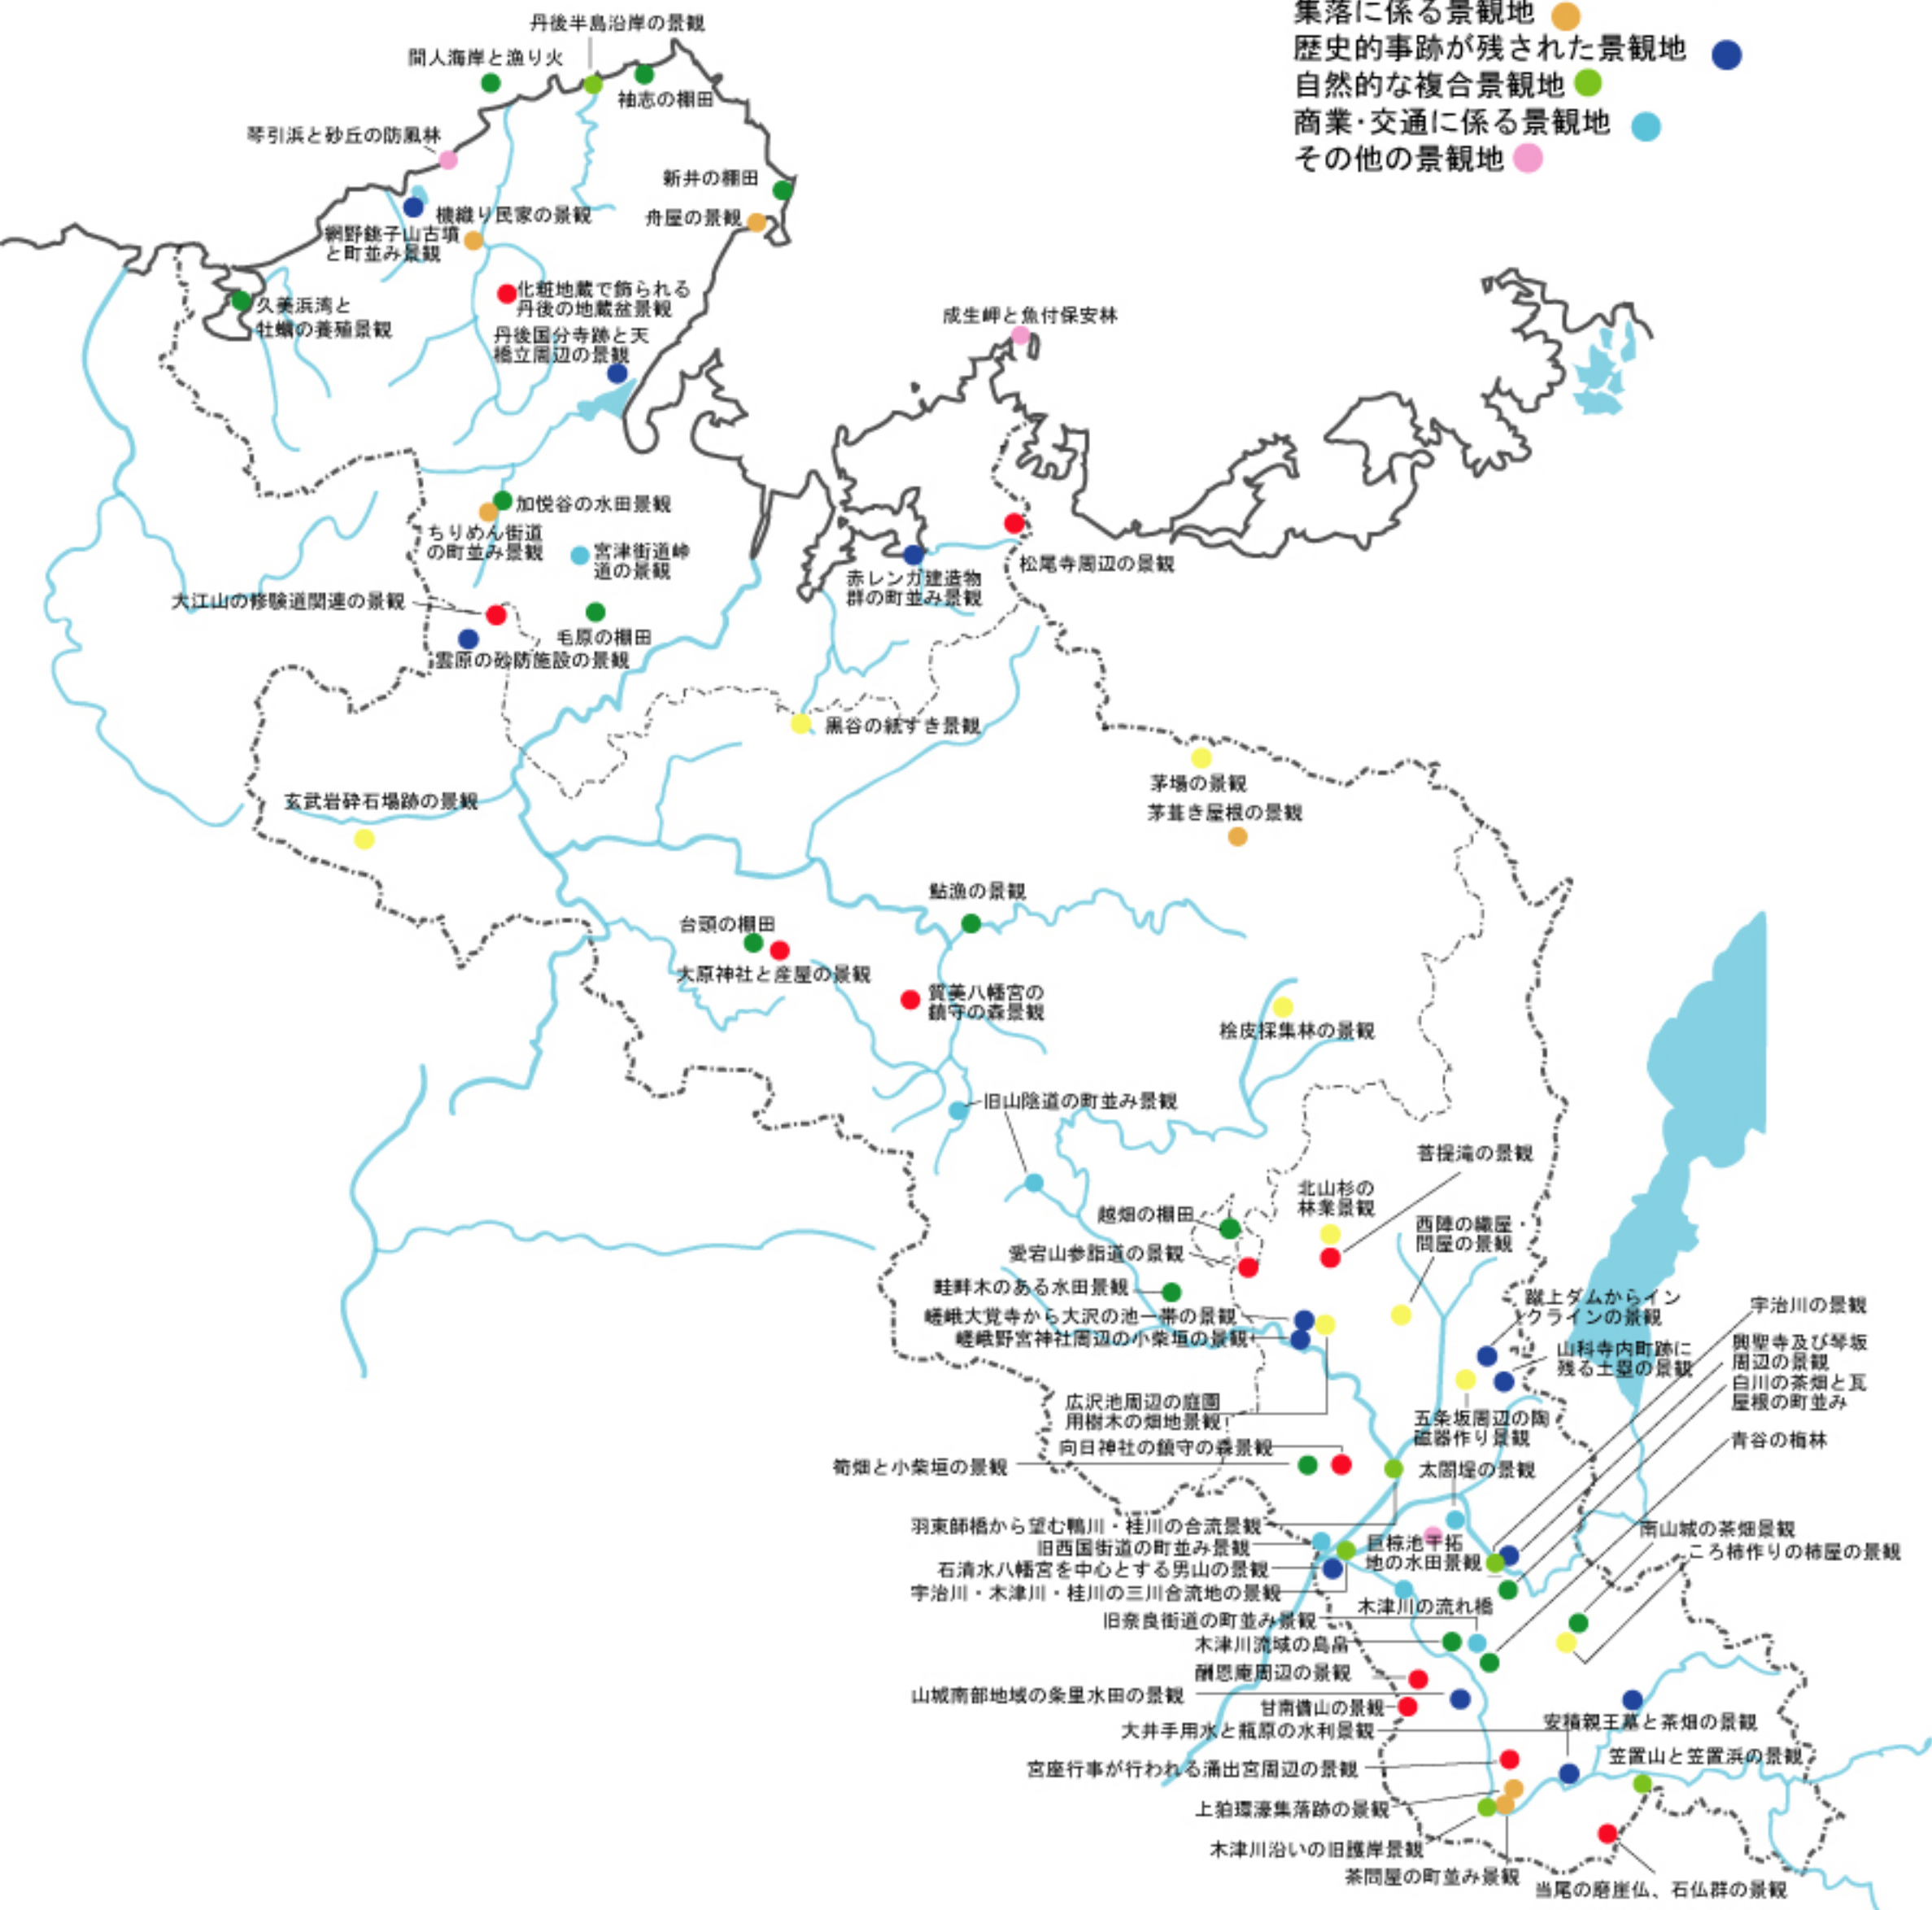 集落に係る景観地
歴史的事跡が残された景観地
自然的な複合景観地
商業・交通に係る景観地
その他の景観地
丹後半島沿岸の景観
間人海岸と漁り火
袖志の棚田
琴引浜と砂丘の防風林
新井の棚田
機織り民家の景観
舟屋の景観
網野銚子山古墳
と町並み景観
化粧地蔵で飾られる
丹後の地蔵盆景観
久美浜湾と
牡蠣の養殖景観
丹後国分寺跡と天
橋立周辺の景観
成生岬と魚付保安林
加悦谷の水田景観
ちりめん街道
の町並み景観
宮津街道峠
道の景観
松尾寺周辺の景観
赤レンガ建造物
群の町並み景観
大江山の修験道関連の景観
毛原の棚田
雲原の砂防施設の景観
黒谷の紙すき景観
茅場の景観
玄武岩砕石場跡の景観
茅葺き屋根の景観
鮎漁の景観
台頭の棚田
大原神社と産屋の景観
質美八幡宮の
鎮守の森景観
桧皮採集林の景観
旧山陰道の町並み景観
菩提滝の景観
北山杉の
林業景観
越畑の棚田
西陣の織屋・
問屋の景観
愛宕山参詣道の景観
畦畔木のある水田景観
蹴上ダムからイン
クラインの景観
宇治川の景観
嵯峨大覚寺から大沢の池一帯の景観
嵯峨野宮神社周辺の小柴垣の景観
山科寺内町跡に
残る土塁の景観
興聖寺及び琴坂
周辺の景観
白川の茶畑と瓦
屋根の町並み
広沢池周辺の庭園
用樹木の畑地景観
五条坂周辺の陶
磁器作り景観
青谷の梅林
向日神社の鎮守の森景観
筍畑と小柴垣の景観
太閤堤の景観
羽束師橋から望む鴨川・桂川の合流景観
旧西国街道の町並み景観
巨椋池干拓
地の水田景観
南山城の茶畑景観
ころ柿作りの柿屋の景観
石清水八幡宮を中心とする男山の景観
宇治川・木津川・桂川の三川合流地の景観
木津川の流れ橋
旧奈良街道の町並み景観
木津川流域の島畠
酬恩庵周辺の景観
山城南部地域の条里水田の景観
甘南備山の景観
大井手用水と瓶原の水利景観
安積親王墓と茶畑の景観
笠置山と笠置浜の景観
宮座行事が行われる涌出宮周辺の景観
上狛環濠集落跡の景観
木津川沿いの旧護岸景観
茶問屋の町並み景観
当尾の磨崖仏、石仏群の景観